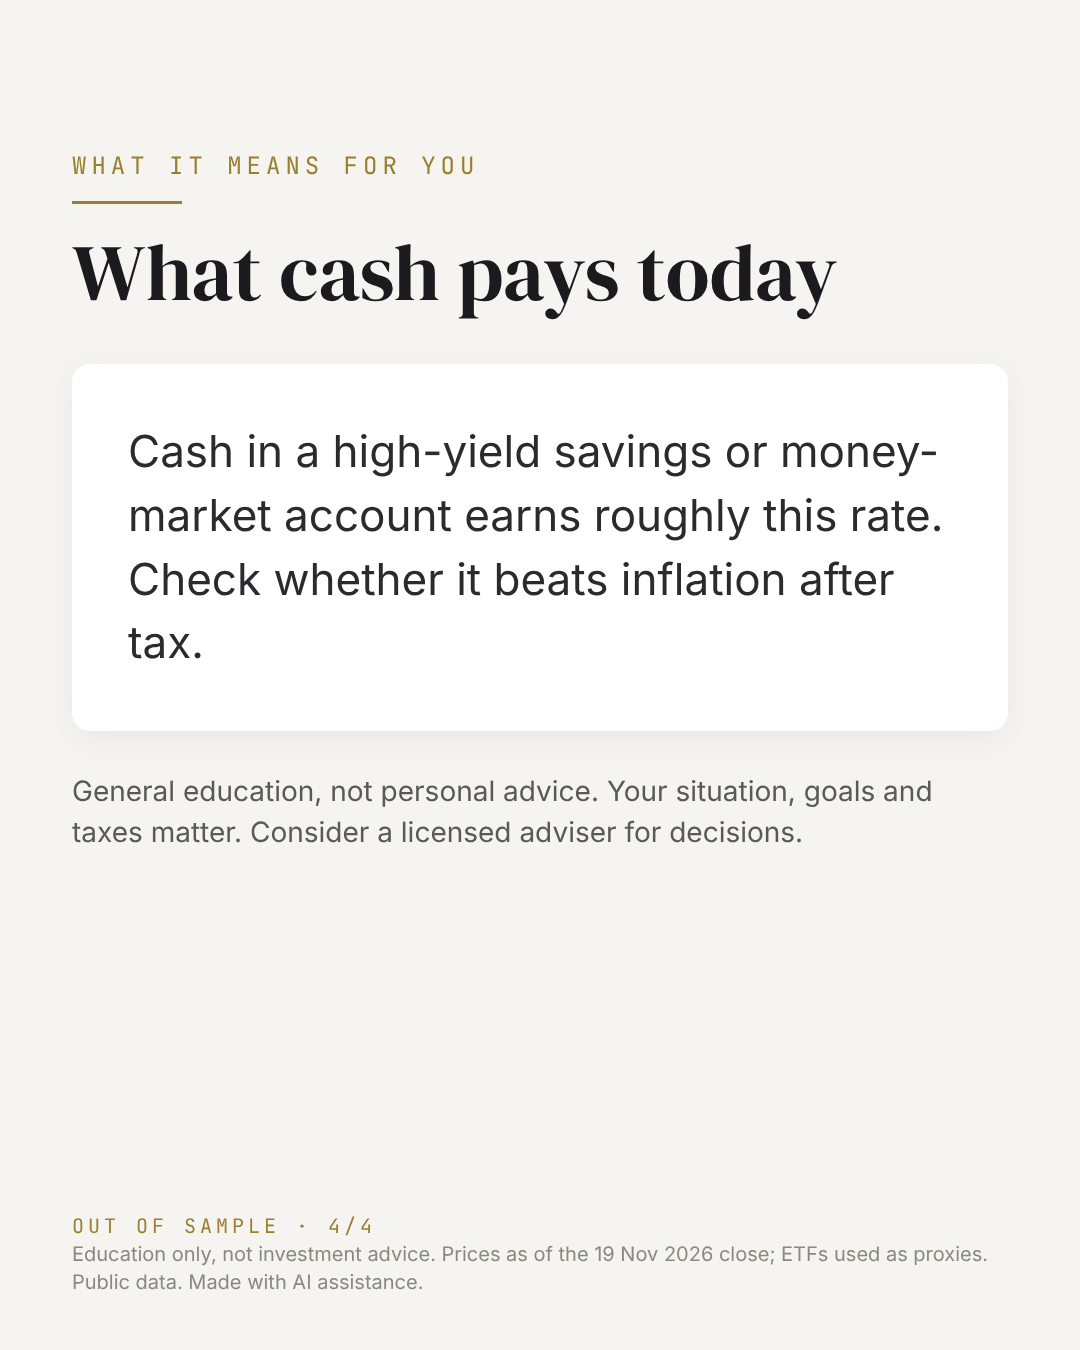 WHAT IT MEANS FOR YOU
What cash pays today
Cash in a high-yield savings or money-
market account earns roughly this rate.
Check whether it beats inflation after
tax.
General education, not personal advice. Your situation, goals and
taxes matter. Consider a licensed adviser for decisions.
OUT OF SAMPLE · 4/4
Education only, not investment advice. Prices as of the 19 Nov 2026 close; ETFs used as proxies.
Public data. Made with AI assistance.